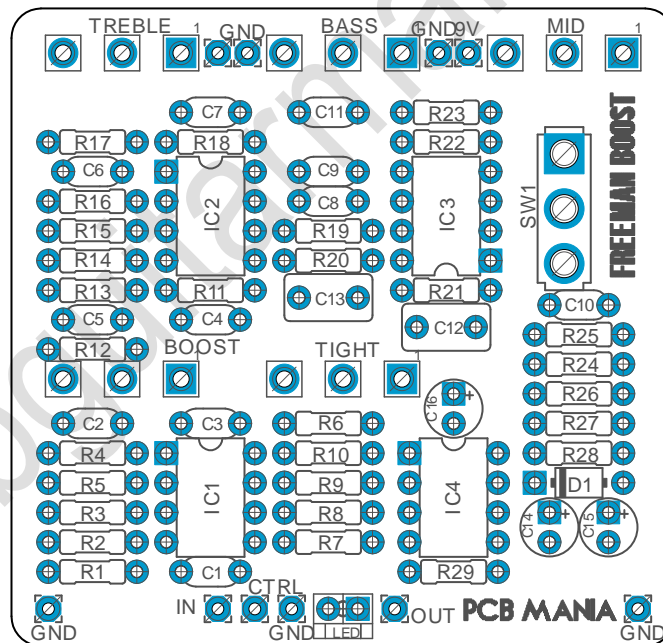 TREBLE 1 GND BASS 1 GND 9V MID 1
C7 C11 R23
R17 R18 R22
C6 C9
R16 IC2 C8 IC3 SW1 FREEMAN BOOST
R15 R19
R14 R20
R13 R11 C13 R21
C5 C4 C12 C10
R12 R25
BOOST 1 TIGHT 1 R24
C16 + R26
C2 C3 R6 R27
R4 R10 R28
R5 IC1 R9 IC4 D1
R3 R8 C14 + C15 +
R2 R7
R1 C1 R29
IN CTRL OUT PCB MANIA
GND GND LED GND